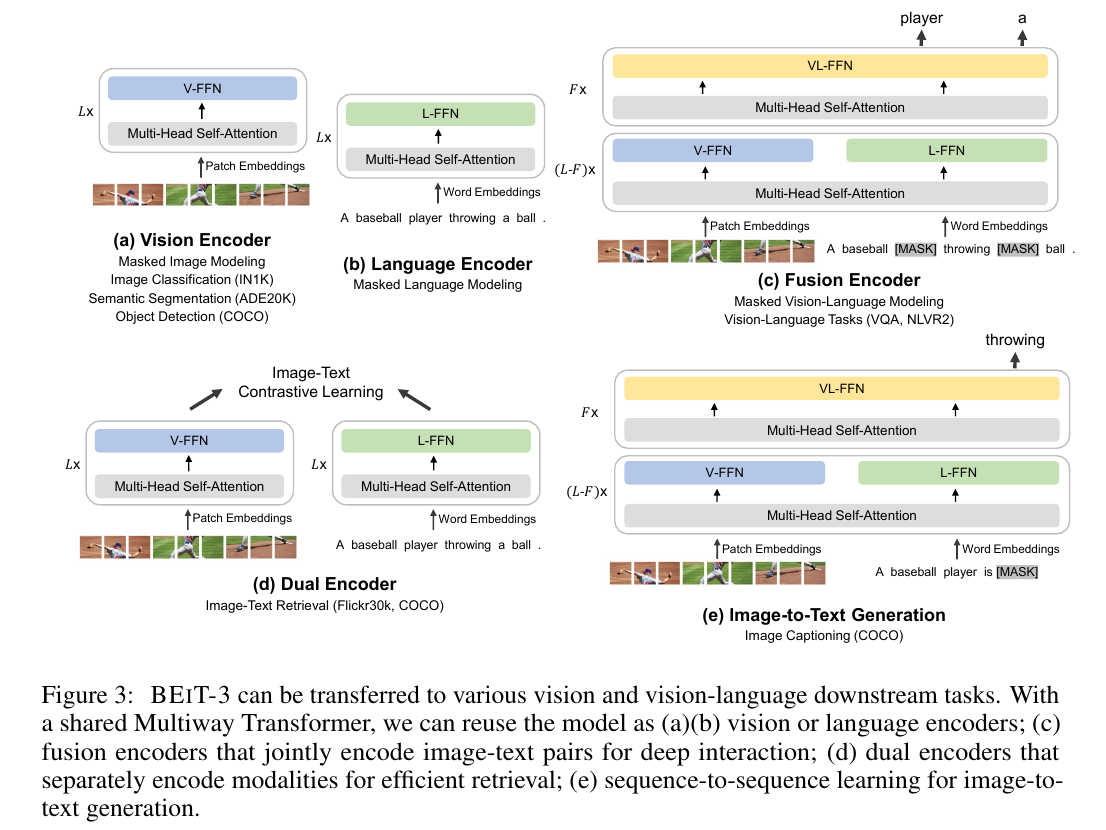 V-FFN
Lx
Multi-Head Self-Attention
Patch Embeddings
(a) Vision Encoder
Masked Image Modeling
Image Classification (IN1K)
Semantic Segmentation (ADE20K)
Object Detection (COCO)
L-FFN
Lx
Multi-Head Self-Attention
Word Embeddings
A baseball player throwing a ball .
(b) Language Encoder
Masked Language Modeling
player a
VL-FFN
Fx
Multi-Head Self-Attention
V-FFN L-FFN
(L-F)x
Multi-Head Self-Attention
Patch Embeddings Word Embeddings
A baseball [MASK] throwing [MASK] ball .
(c) Fusion Encoder
Masked Vision-Language Modeling
Vision-Language Tasks (VQA, NLVR2)
Image-Text
Contrastive Learning
V-FFN L-FFN
Lx Lx
Multi-Head Self-Attention Multi-Head Self-Attention
Patch Embeddings Word Embeddings
A baseball player throwing a ball .
(d) Dual Encoder
Image-Text Retrieval (Flickr30k, COCO)
throwing
VL-FFN
Fx
Multi-Head Self-Attention
V-FFN L-FFN
(L-F)x
Multi-Head Self-Attention
Patch Embeddings Word Embeddings
A baseball player is [MASK]
(e) Image-to-Text Generation
Image Captioning (COCO)
Figure 3: BEIT-3 can be transferred to various vision and vision-language downstream tasks. With
a shared Multiway Transformer, we can reuse the model as (a)(b) vision or language encoders; (c)
fusion encoders that jointly encode image-text pairs for deep interaction; (d) dual encoders that
separately encode modalities for efficient retrieval; (e) sequence-to-sequence learning for image-to-
text generation.